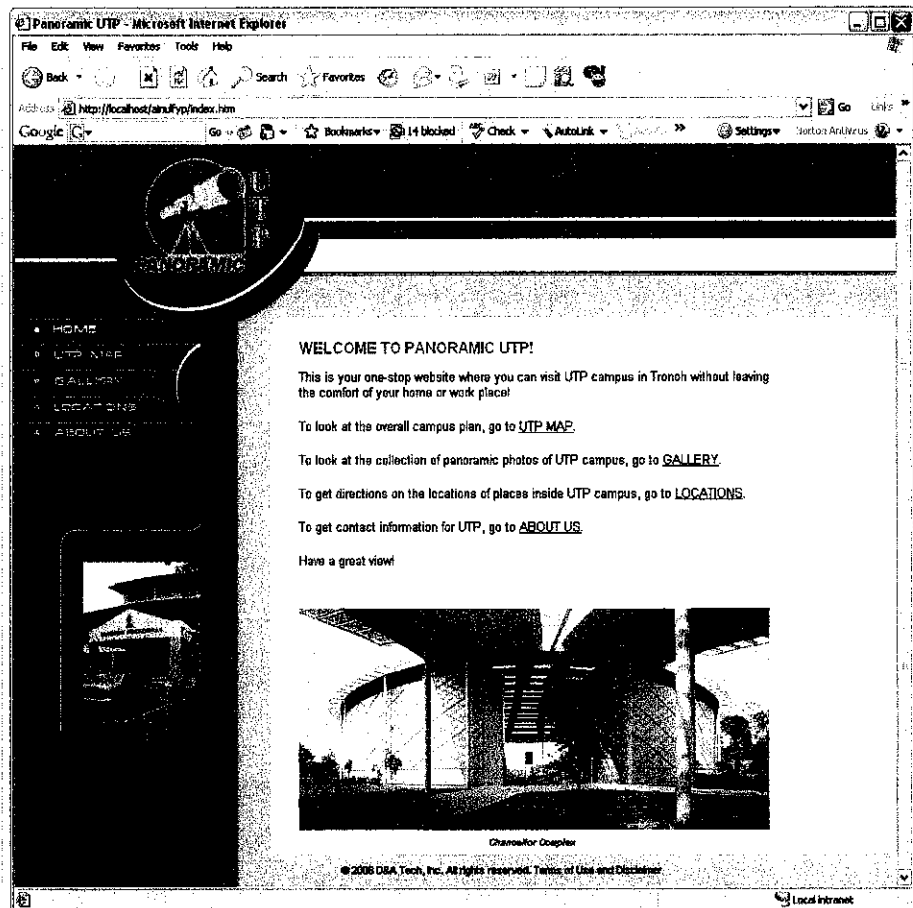 Panoramic UTP - Microsoft Internet Explorer
File Edit View Favorites Tools Help
Back Search Favorites
Address http://localhost/ainulfyp/index.htm Go Links
Google Go Bookmarks 14 blocked Check AutoLink Settings Norton AntiVirus
UTP
PANORAMIC
HOME
UTP MAP
GALLERY
LOCATIONS
ABOUT US
WELCOME TO PANORAMIC UTP!
This is your one-stop website where you can visit UTP campus in Tronoh without leaving
the comfort of your home or work place!
To look at the overall campus plan, go to UTP MAP.
To look at the collection of panoramic photos of UTP campus, go to GALLERY.
To get directions on the locations of places inside UTP campus, go to LOCATIONS.
To get contact information for UTP, go to ABOUT US.
Have a great view!
Chancellor Complex
© 2006 D&A Tech, Inc. All rights reserved. Terms of Use and Disclaimer
Local intranet